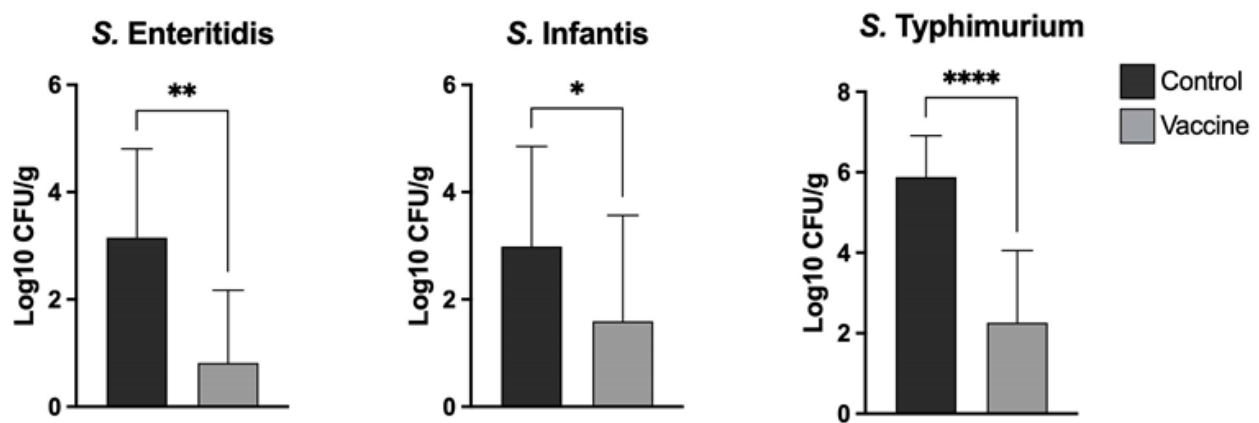 S. Enteritidis
6
4
2
0
Log10 CFU/g
**
S. Infantis
6
4
2
0
Log10 CFU/g
*
S. Typhimurium
8
6
4
2
0
Log10 CFU/g
****
Control
Vaccine